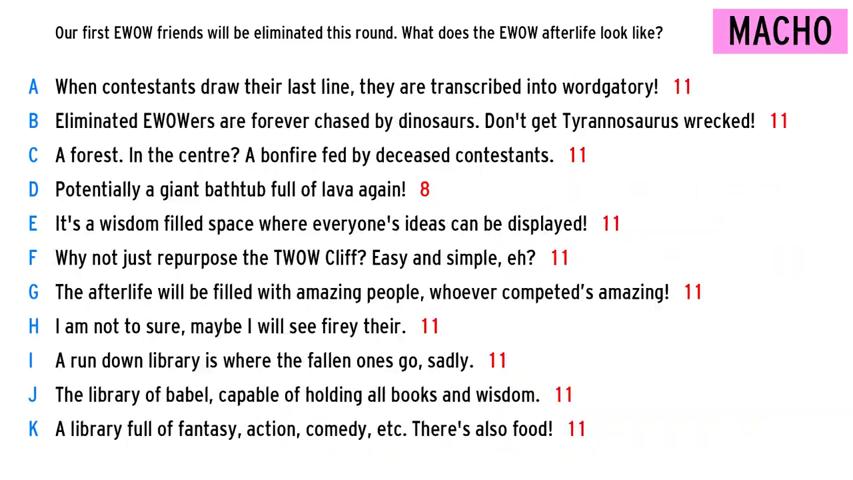 Our first EWOW friends will be eliminated this round. What does the EWOW afterlife look like?
MACHO
A When contestants draw their last line, they are transcribed into wordgatory! 11
B Eliminated EWOWers are forever chased by dinosaurs. Don't get Tyrannosaurus wrecked! 11
C A forest. In the centre? A bonfire fed by deceased contestants. 11
D Potentially a giant bathtub full of lava again! 8
E It's a wisdom filled space where everyone's ideas can be displayed! 11
F Why not just repurpose the TWOW Cliff? Easy and simple, eh? 11
G The afterlife will be filled with amazing people, whoever competed's amazing! 11
H I am not to sure, maybe I will see firey their. 11
I A run down library is where the fallen ones go, sadly. 11
J The library of babel, capable of holding all books and wisdom. 11
K A library full of fantasy, action, comedy, etc. There's also food! 11